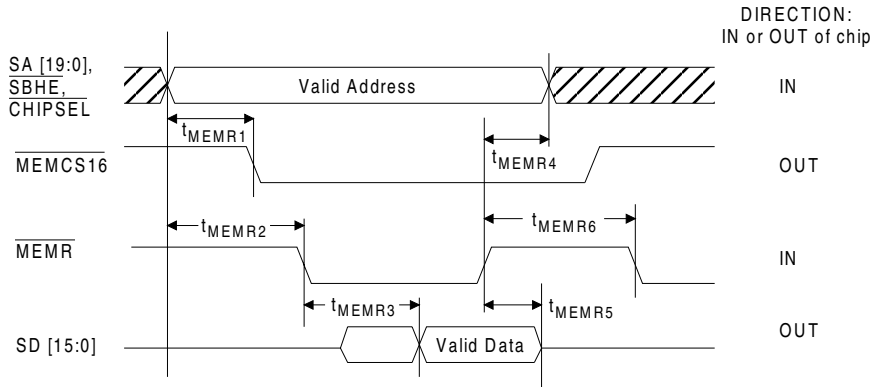 DIRECTION:
IN or OUT of chip
SA [19:0],
SBHE,
CHIPSEL
Valid Address
IN
tMEMR1
tMEMR4
MEMCS16
OUT
tMEMR2
tMEMR6
MEMR
IN
tMEMR3
tMEMR5
OUT
SD [15:0]
Valid Data